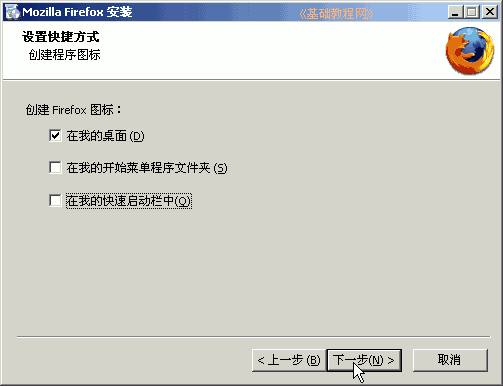 Mozilla Firefox 安装
《基础教程网》
设置快捷方式
创建程序图标
创建 Firefox 图标：
在我的桌面 (D)
在我的开始菜单程序文件夹 (S)
在我的快速启动栏中(Q)
< 上一步 (B)
下一步(N) >
取消